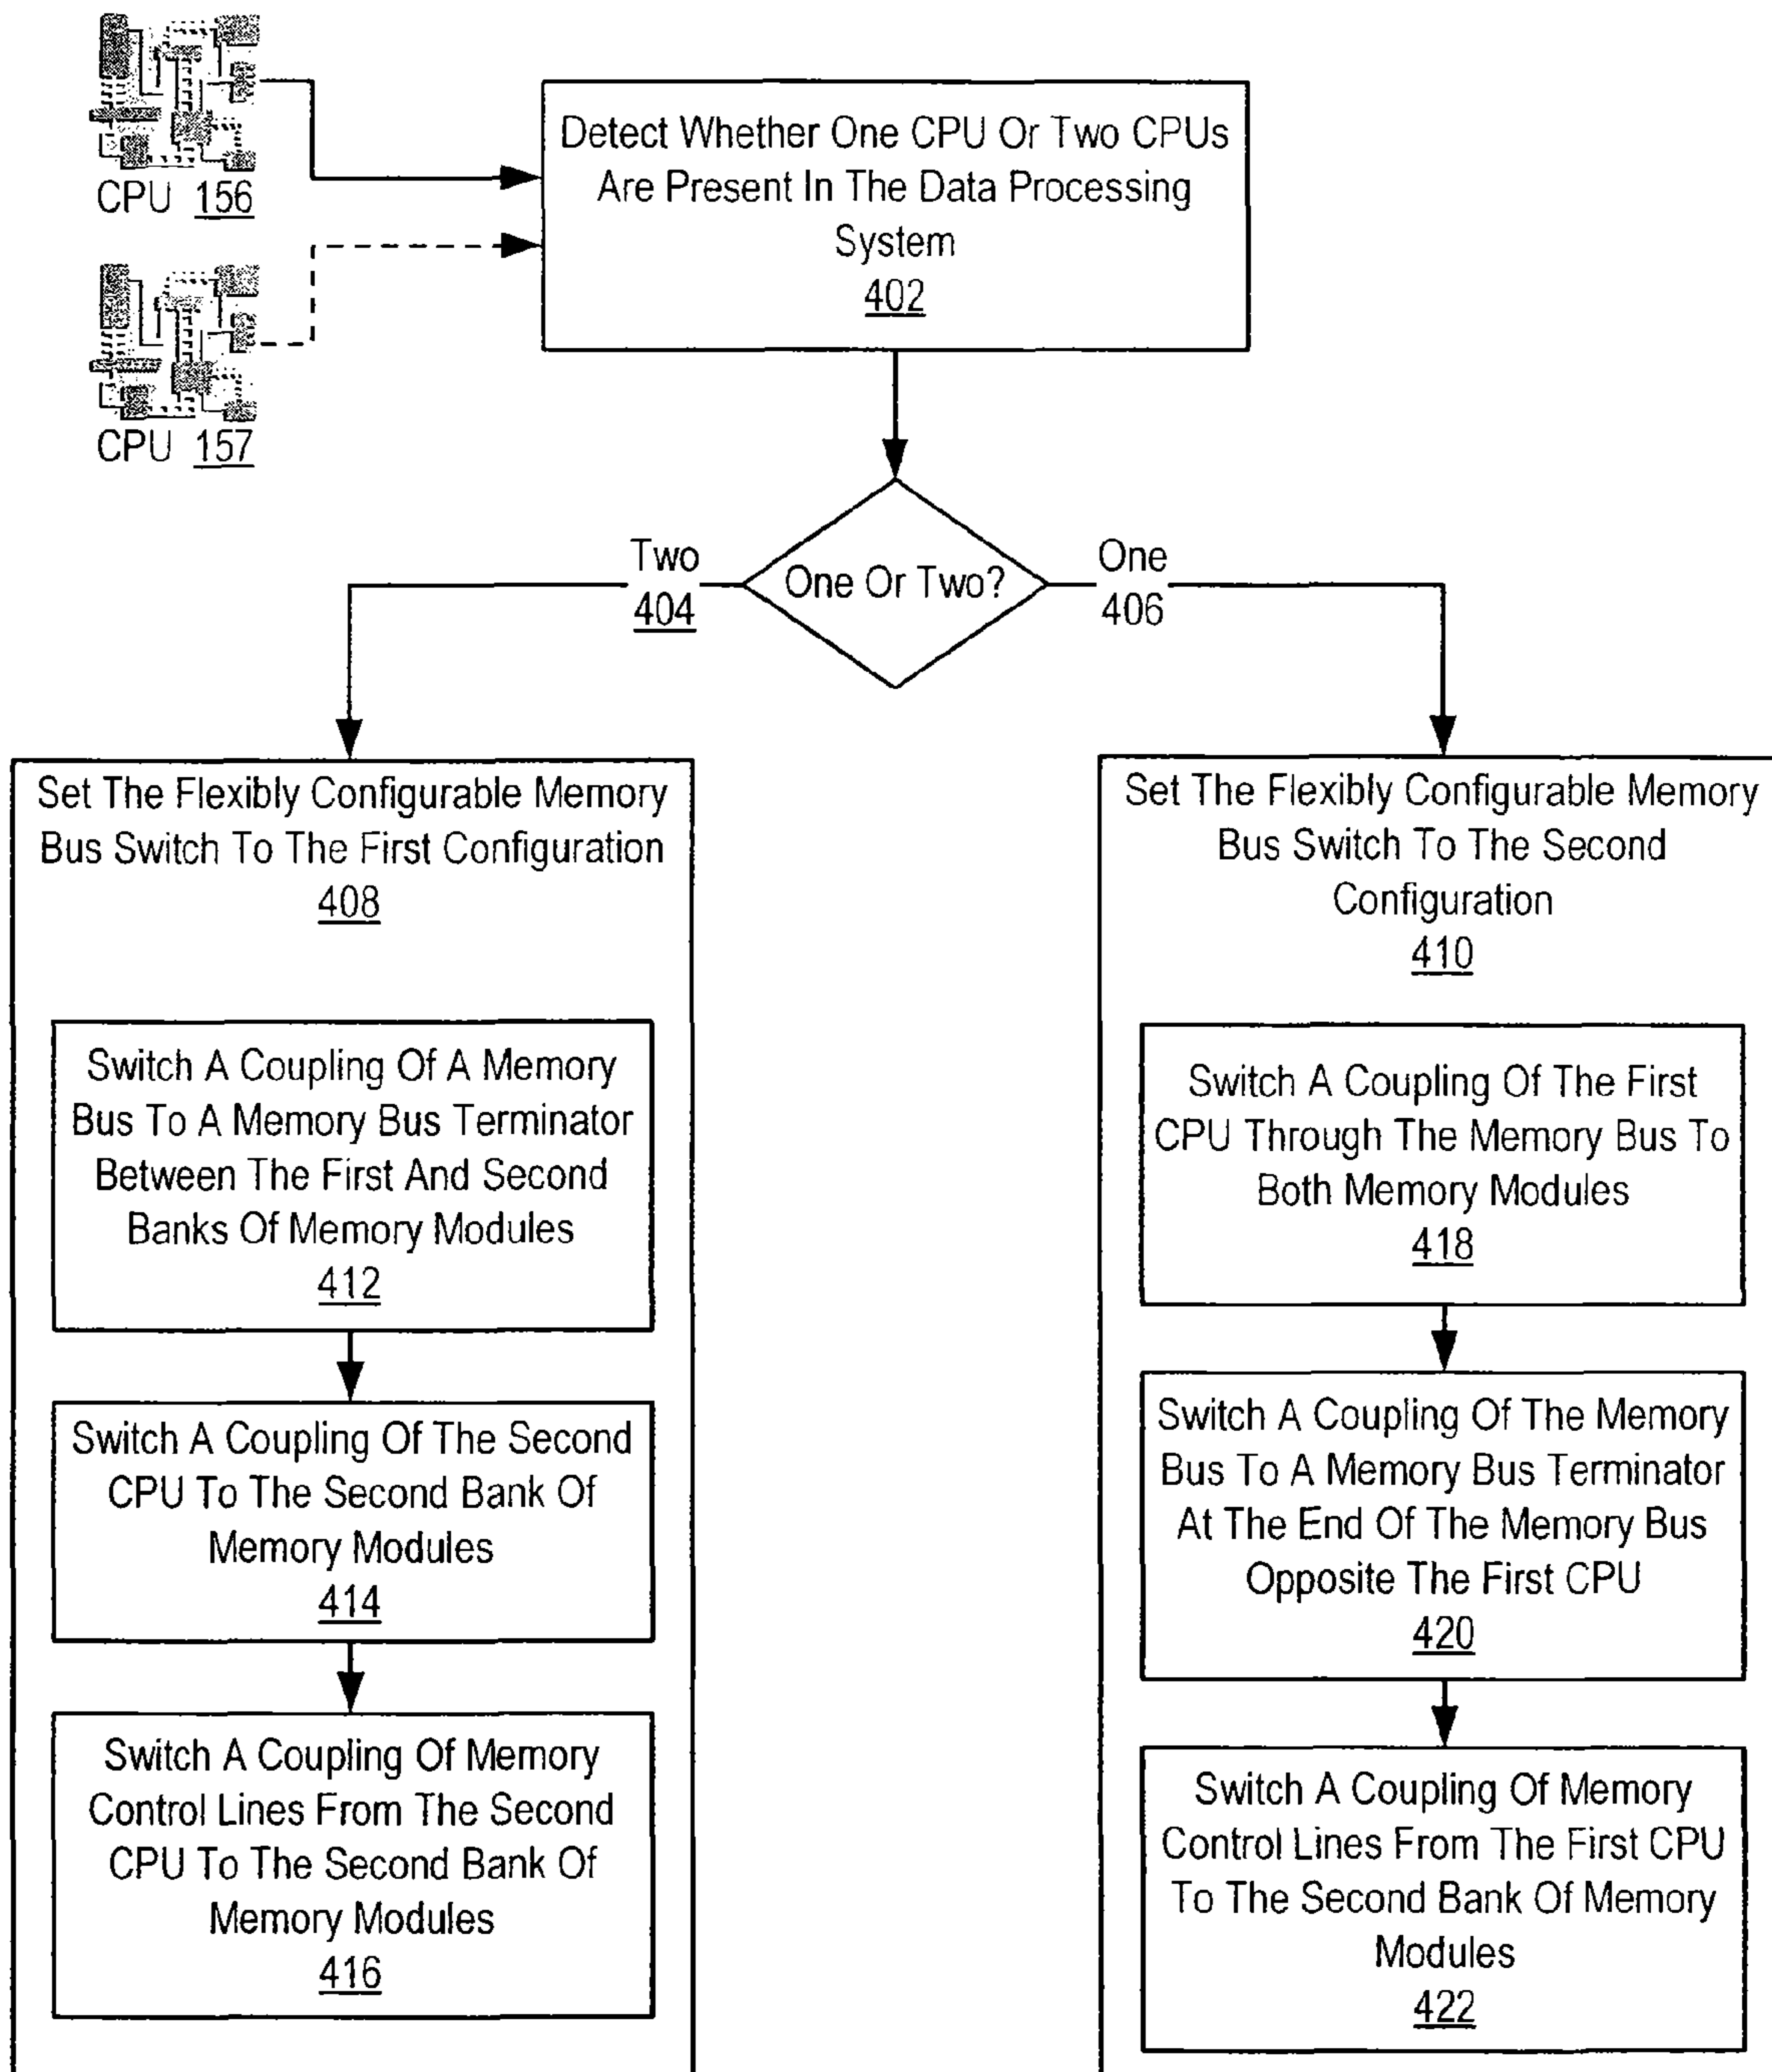 CPU 156
CPU 157
Detect Whether One CPU Or Two CPUs
Are Present In The Data Processing
System
402
One Or Two?
Two
404
One
406
Set The Flexibly Configurable Memory
Bus Switch To The First Configuration
408
Switch A Coupling Of A Memory
Bus To A Memory Bus Terminator
Between The First And Second
Banks Of Memory Modules
412
Switch A Coupling Of The Second
CPU To The Second Bank Of
Memory Modules
414
Switch A Coupling Of Memory
Control Lines From The Second
CPU To The Second Bank Of
Memory Modules
416
Set The Flexibly Configurable Memory
Bus Switch To The Second
Configuration
410
Switch A Coupling Of The First
CPU Through The Memory Bus To
Both Memory Modules
418
Switch A Coupling Of The Memory
Bus To A Memory Bus Terminator
At The End Of The Memory Bus
Opposite The First CPU
420
Switch A Coupling Of Memory
Control Lines From The First CPU
To The Second Bank Of Memory
Modules
422